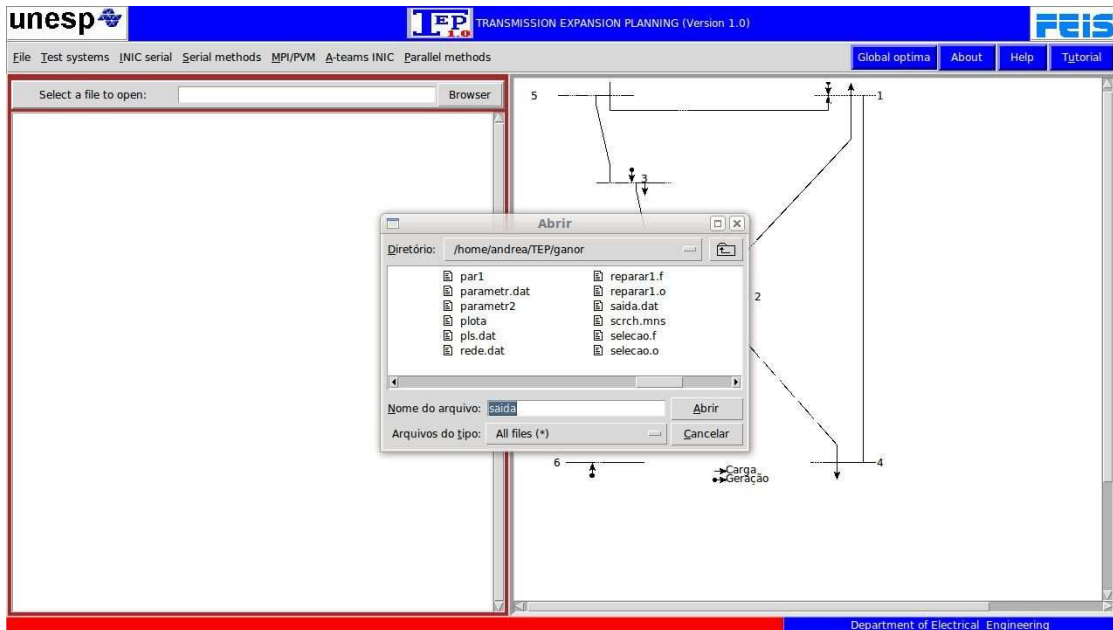 unesp
TEP 1.0 TRANSMISSION EXPANSION PLANNING (Version 1.0)
FEIS
File Test systems INIC serial Serial methods MPI/PVM A-teams INIC Parallel methods
Global optima About Help Tutorial
Select a file to open: Browser
5
1
3
Abrir
Diretório: /home/andrea/TEP/ganor
par1 reparar1.f
parametr.dat reparar1.o
parametr2 saida.dat
plota scrch.mns
pls.dat selecao.f
rede.dat selecao.o
2
Nome do arquivo: saida Abrir
Arquivos do tipo: All files (*) Cancelar
6
4
Carga
Geração
Department of Electrical Engineering